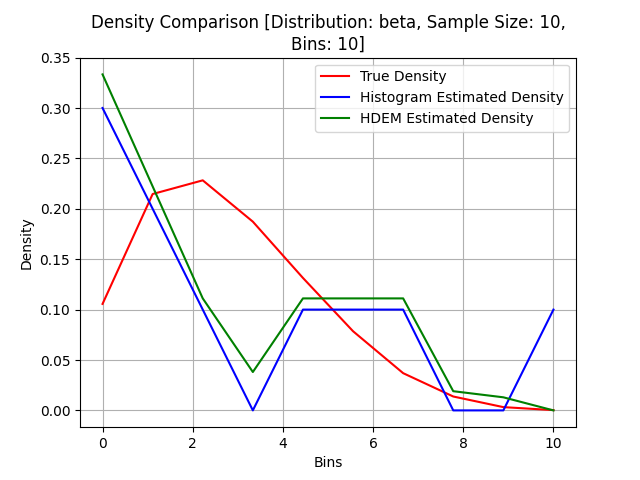 Density Comparison [Distribution: beta, Sample Size: 10,
Bins: 10]
True Density
Histogram Estimated Density
HDEM Estimated Density
Density
0.35
0.30
0.25
0.20
0.15
0.10
0.05
0.00
0 2 4 6 8 10
Bins